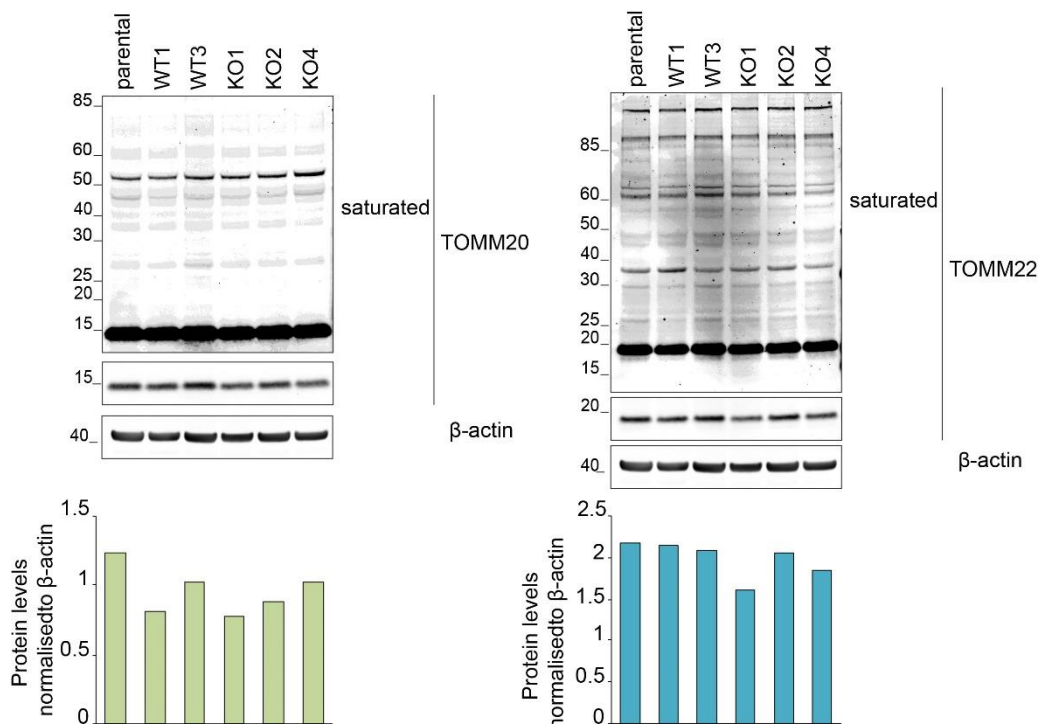 parental
WT1
WT3
KO1
KO2
KO4
85
60
50
40
30
25
20
15
saturated
TOMM20
15
40
β-actin
parental
WT1
WT3
KO1
KO2
KO4
85
60
50
40
30
25
20
15
saturated
TOMM22
20
40
β-actin
Protein levels
normalisedto β-actin
1.5
1
0.5
0
Protein levels
normalisedto β-actin
2.5
2
1.5
1
0.5
0